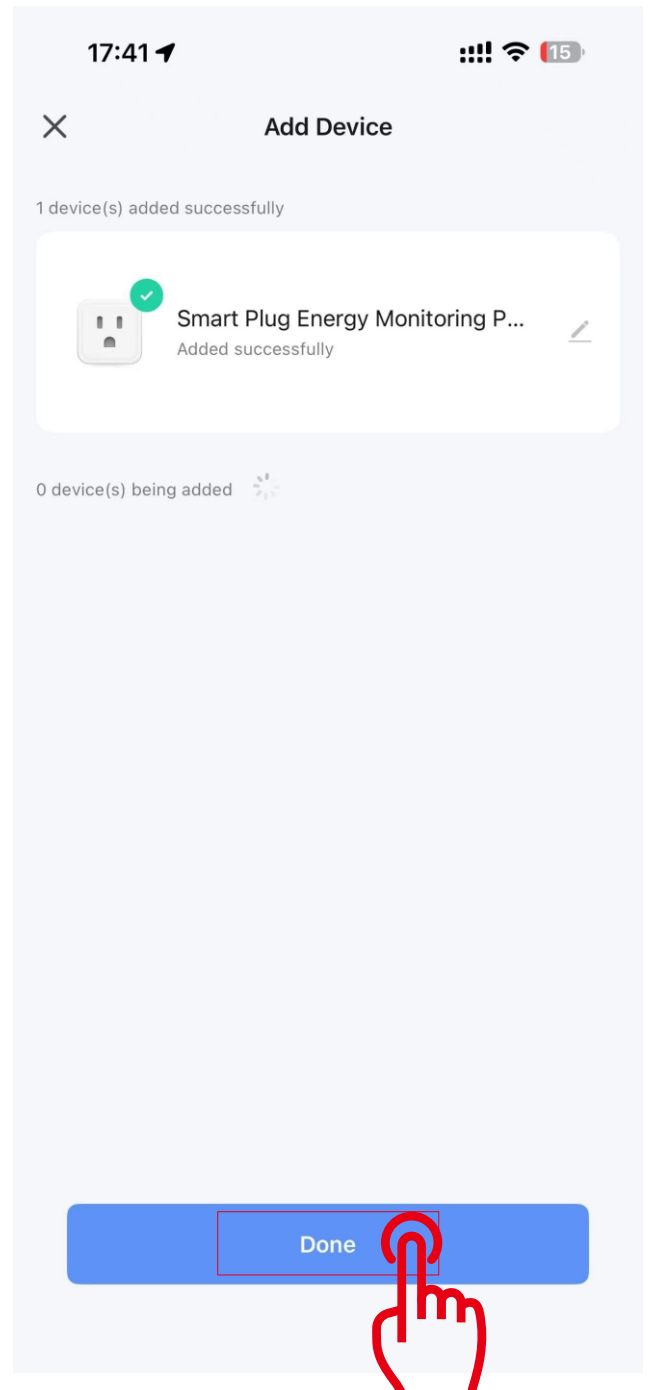 17:41
15
Add Device
1 device(s) added successfully
Smart Plug Energy Monitoring P...
Added successfully
0 device(s) being added
Done